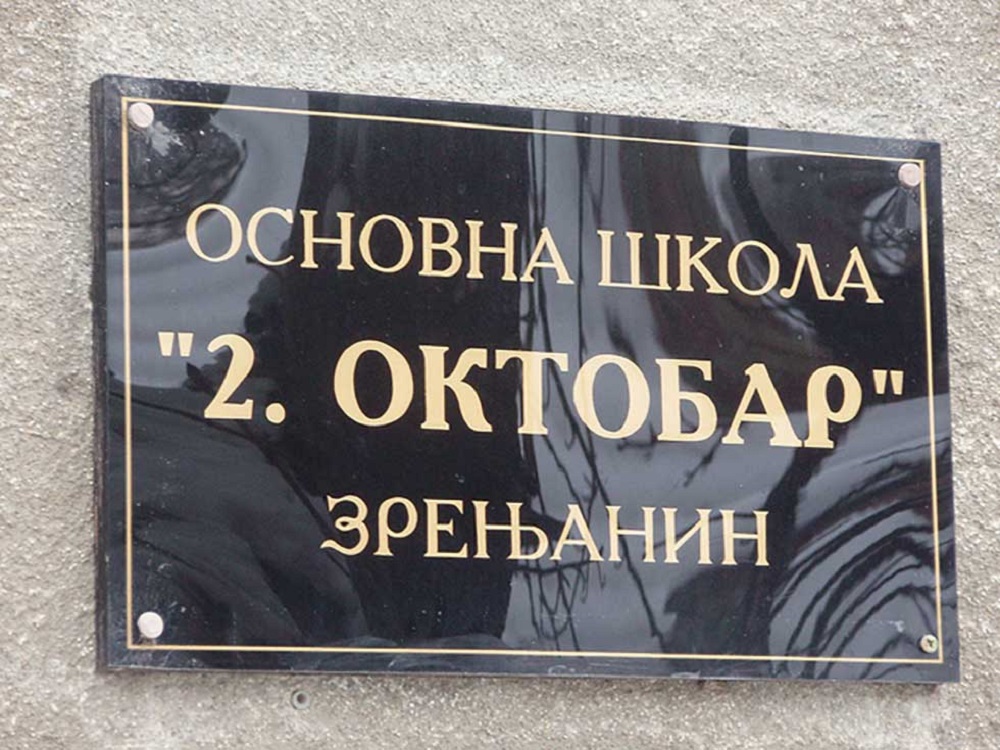 ОСНОВНА ШКОЛА
"2. ОКТОБАР"
ЗРЕЊАНИН